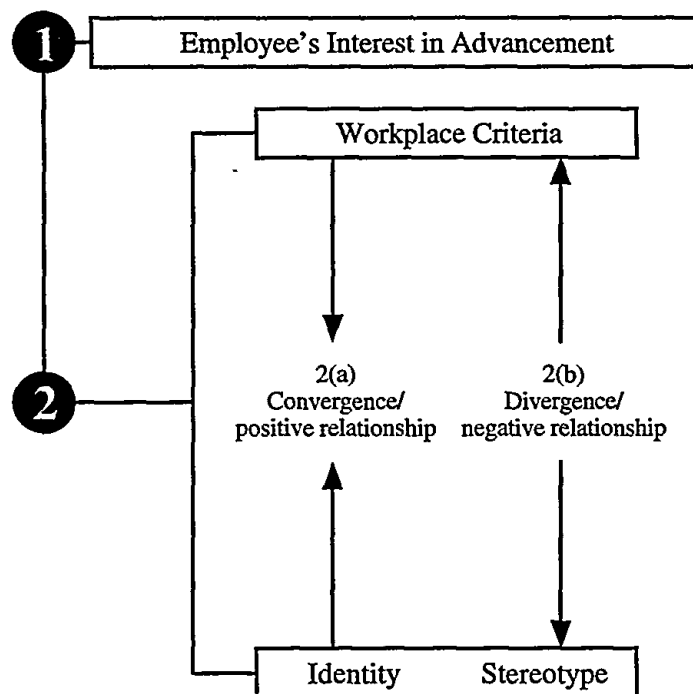 1 Employee's Interest in Advancement
Workplace Criteria
2
2(a)
Convergence/
positive relationship
2(b)
Divergence/
negative relationship
Identity Stereotype